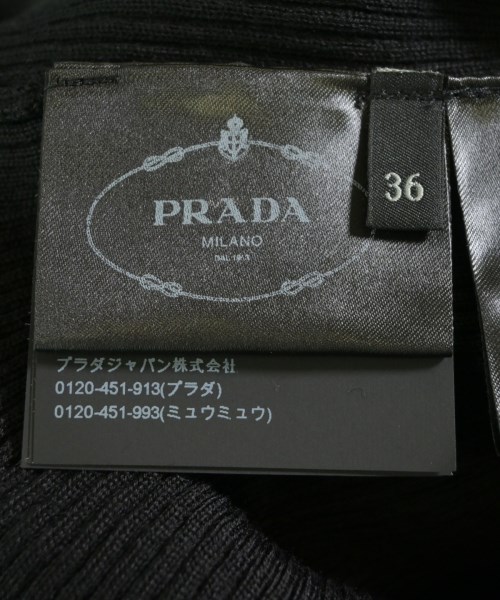 PRADA
MILANO
DAL 1913
36
プラダジャパン株式会社
0120-451-913(プラダ)
0120-451-993(ミュウミュウ)